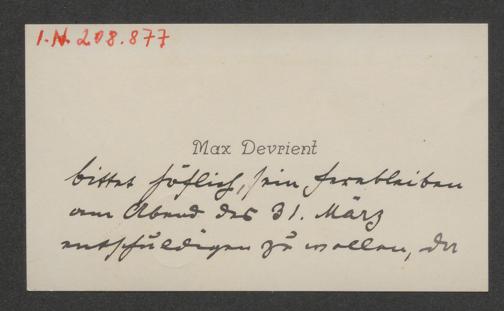 I.N. 208.877
Max Devrient
bittet höflich, sein Fernbleiben
am Abend des 31. März
entschuldigen zu wollen, da